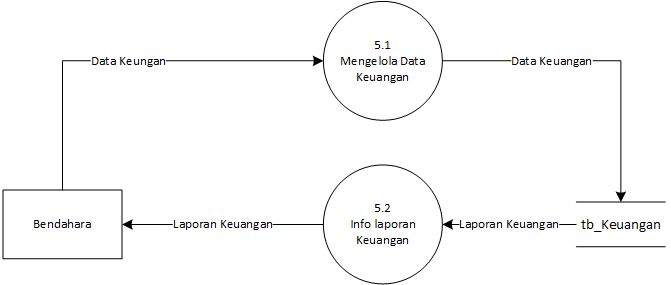 5.1
Mengelola Data
Keuangan
Data Keungan
Data Keuangan
5.2
Info laporan
Keuangan
Bendahara
Laporan Keuangan
Laporan Keuangan
tb_Keuangan